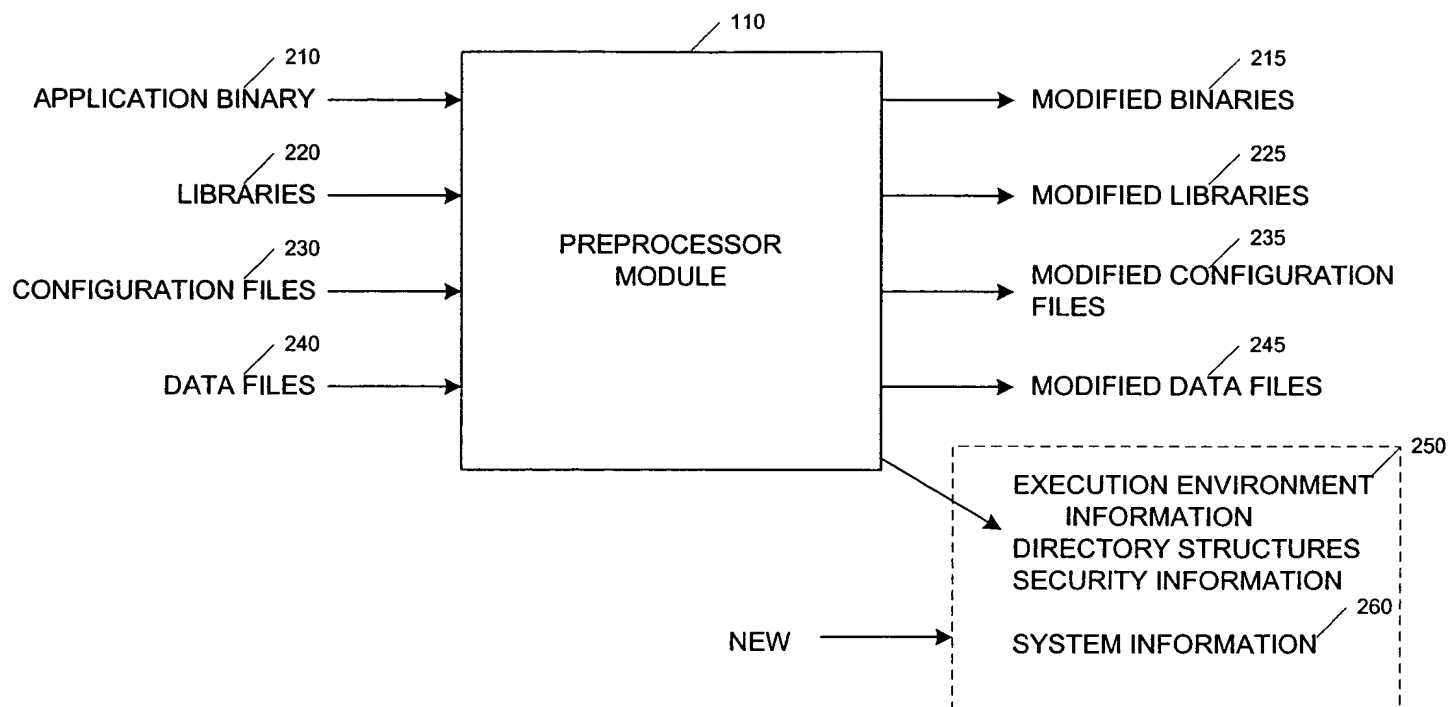 110
210
APPLICATION BINARY
215
MODIFIED BINARIES
220
LIBRARIES
225
MODIFIED LIBRARIES
PREPROCESSOR
MODULE
230
CONFIGURATION FILES
235
MODIFIED CONFIGURATION
FILES
240
DATA FILES
245
MODIFIED DATA FILES
250
EXECUTION ENVIRONMENT
INFORMATION
DIRECTORY STRUCTURES
SECURITY INFORMATION
260
NEW
SYSTEM INFORMATION